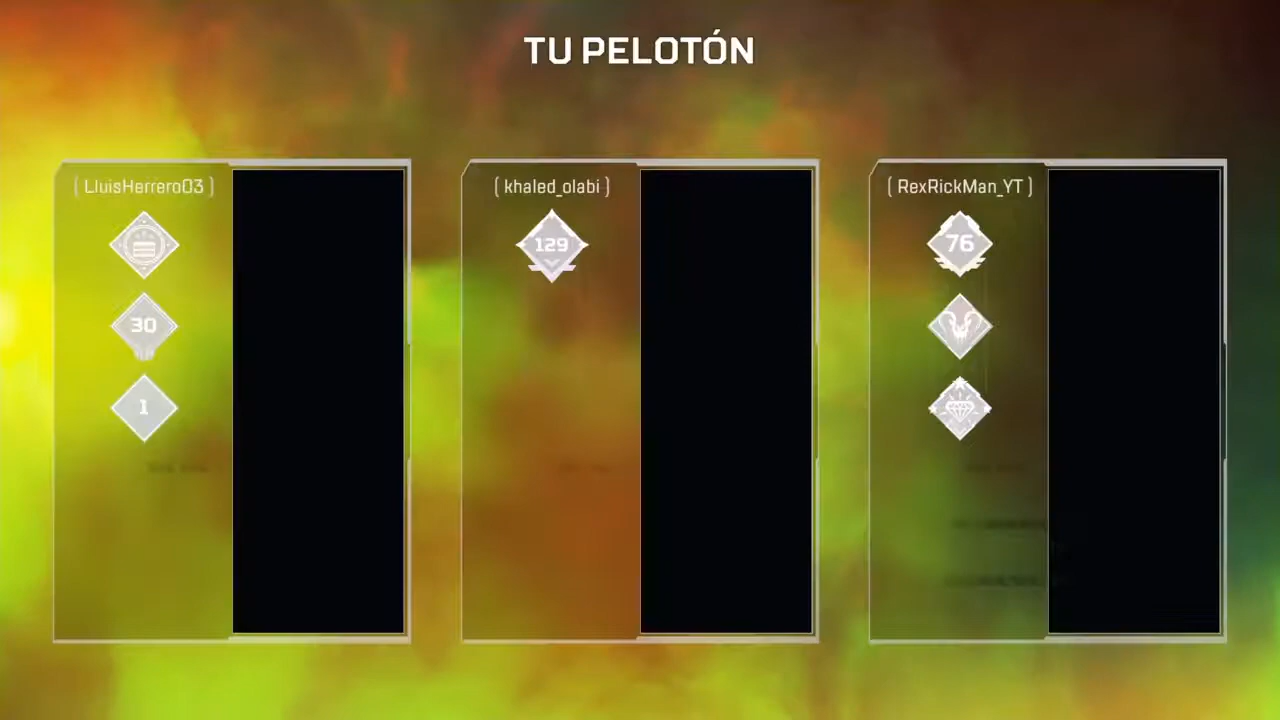 TU PELOTÓN
[ LluisHerrero03 ]
30
1
[ khaled_olabi ]
129
[ RexRickMan_YT ]
76